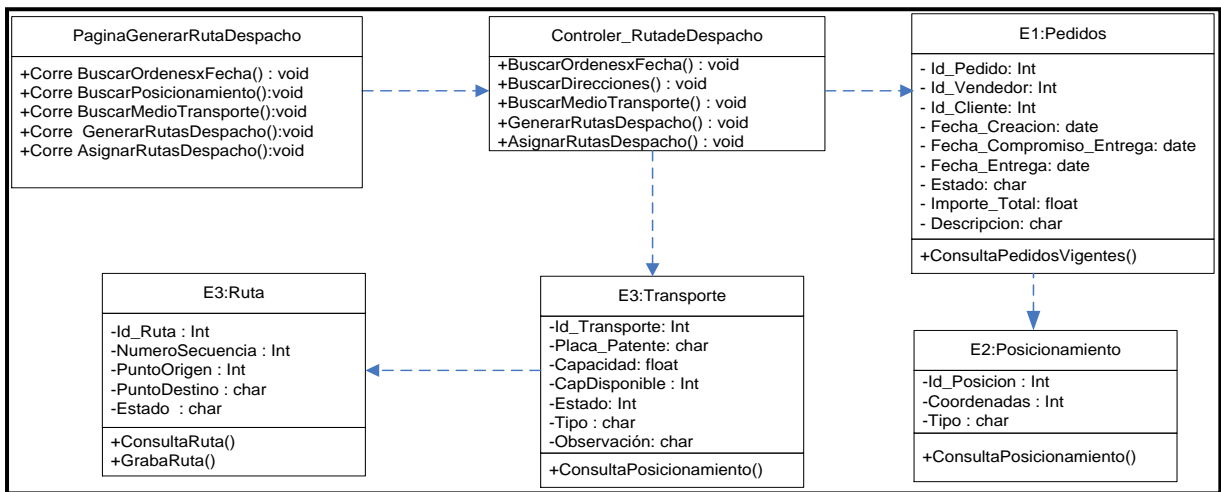 PaginaGenerarRutaDespacho
+Corre BuscarOrdenesxFecha() : void
+Corre BuscarPosicionamiento():void
+Corre BuscarMedioTransporte():void
+Corre  GenerarRutasDespacho():void
+Corre AsignarRutasDespacho():void
Controler_RutadeDespacho
+BuscarOrdenesxFecha() : void
+BuscarDirecciones() : void
+BuscarMedioTransporte() : void
+GenerarRutasDespacho() : void
+AsignarRutasDespacho() : void
E1:Pedidos
- Id_Pedido: Int
- Id_Vendedor: Int
- Id_Cliente: Int
- Fecha_Creacion: date
- Fecha_Compromiso_Entrega: date
- Fecha_Entrega: date
- Estado: char
- Importe_Total: float
- Descripcion: char
+ConsultaPedidosVigentes()
E3:Ruta
-Id_Ruta : Int
-NumeroSecuencia : Int
-PuntoOrigen : Int
-PuntoDestino : char
-Estado  : char
+ConsultaRuta()
+GrabaRuta()
E3:Transporte
-Id_Transporte: Int
-Placa_Patente: char
-Capacidad: float
-CapDisponible : Int
-Estado: Int
-Tipo : char
-Observación: char
+ConsultaPosicionamiento()
E2:Posicionamiento
-Id_Posicion : Int
-Coordenadas : Int
-Tipo : char
+ConsultaPosicionamiento()